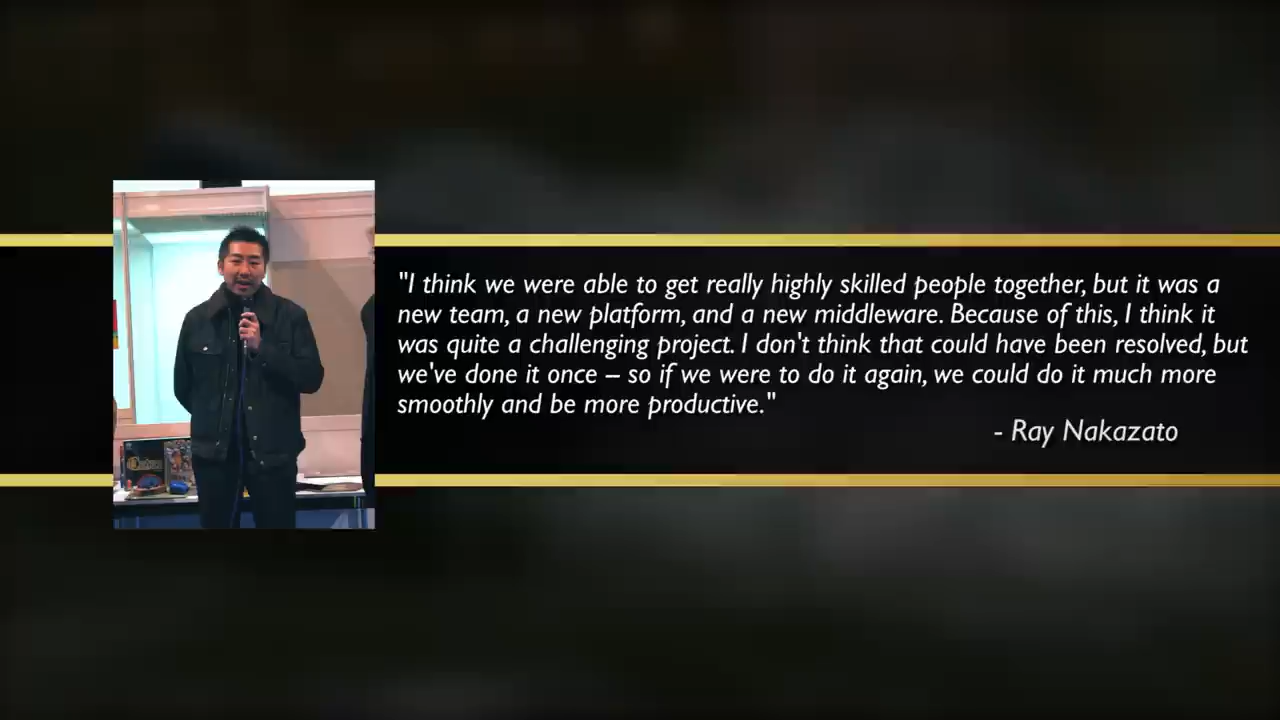 "I think we were able to get really highly skilled people together, but it was a
new team, a new platform, and a new middleware. Because of this, I think it
was quite a challenging project. I don't think that could have been resolved, but
we've done it once – so if we were to do it again, we could do it much more
smoothly and be more productive."
- Ray Nakazato